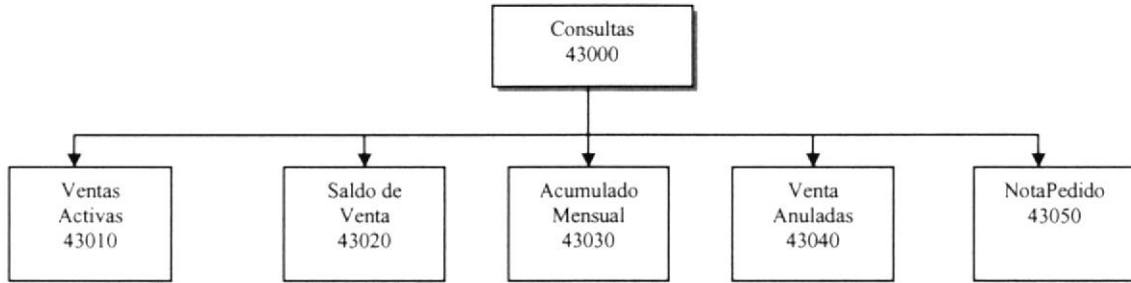 Consultas
43000
Ventas
Activas
43010
Saldo de
Venta
43020
Acumulado
Mensual
43030
Venta
Anuladas
43040
NotaPedido
43050